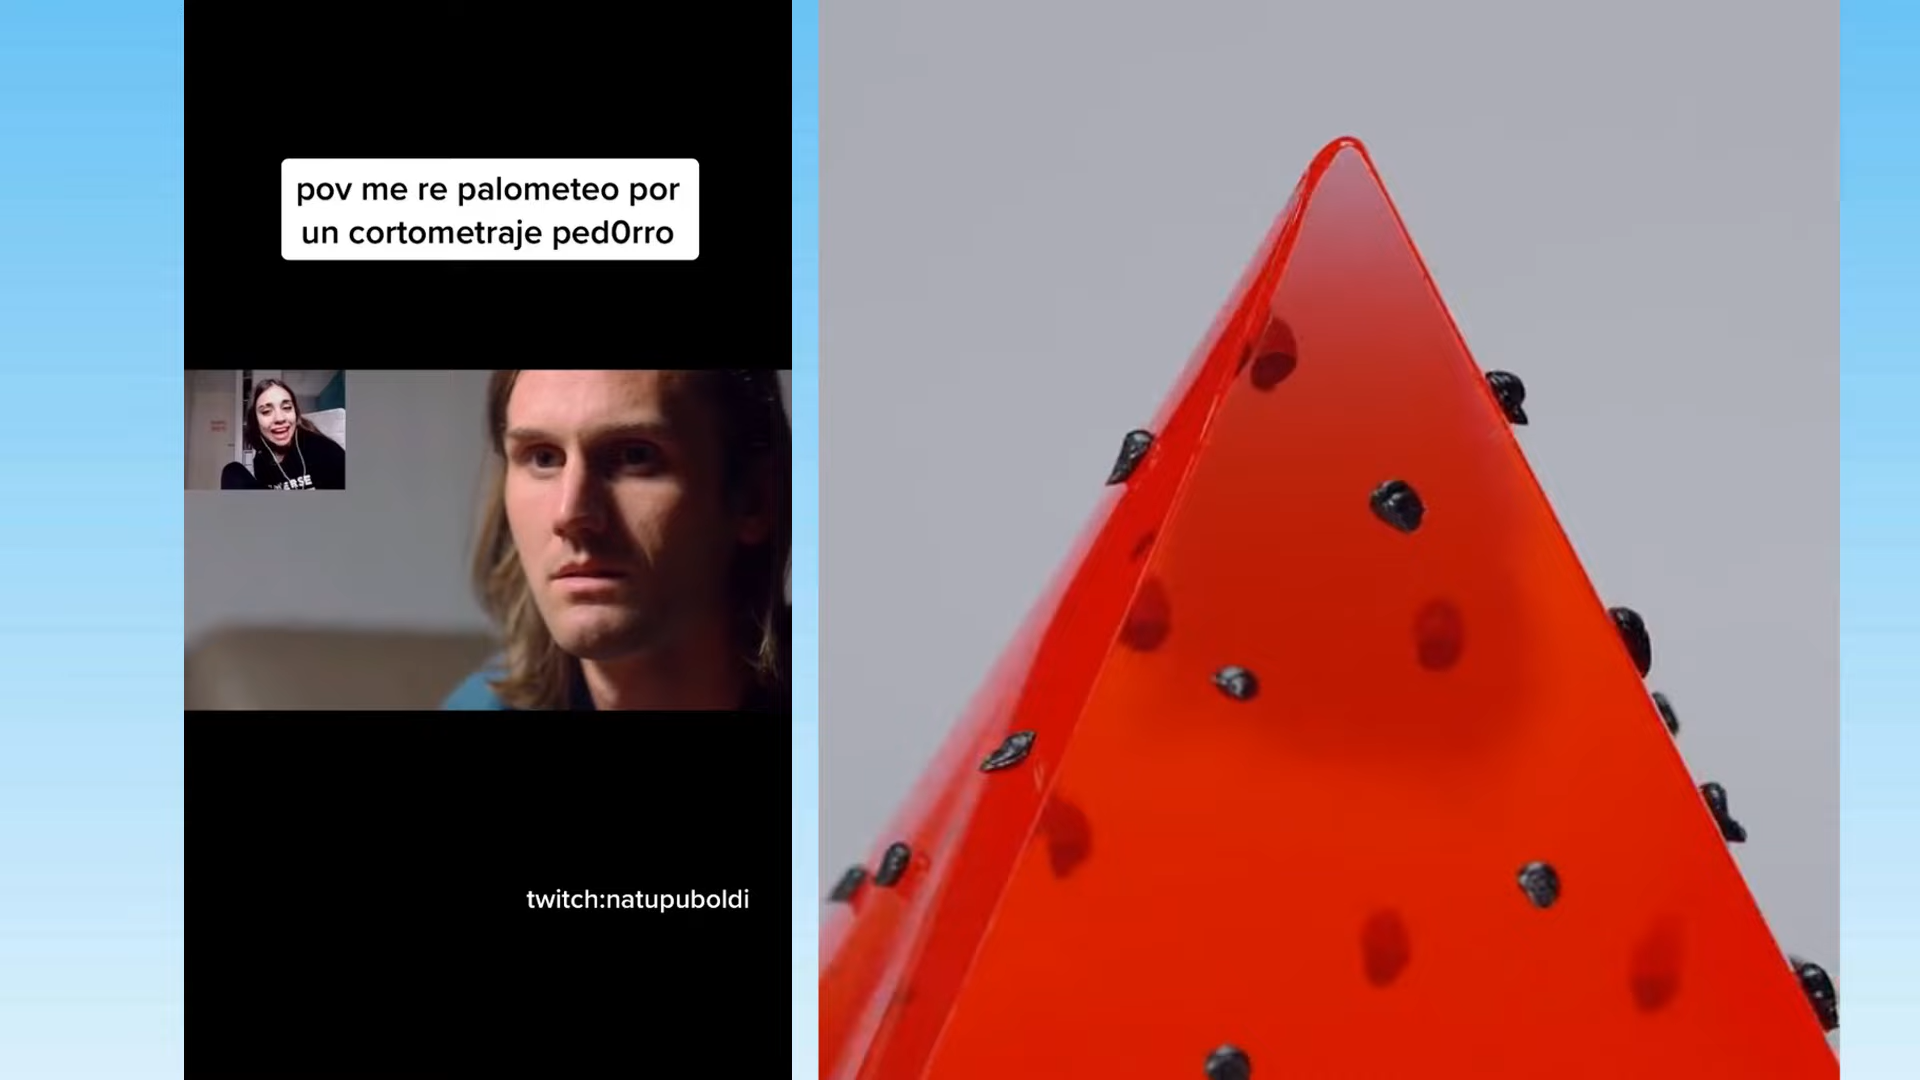 pov me re palometeo por
un cortometraje ped0rro
twitch:natupuboldi